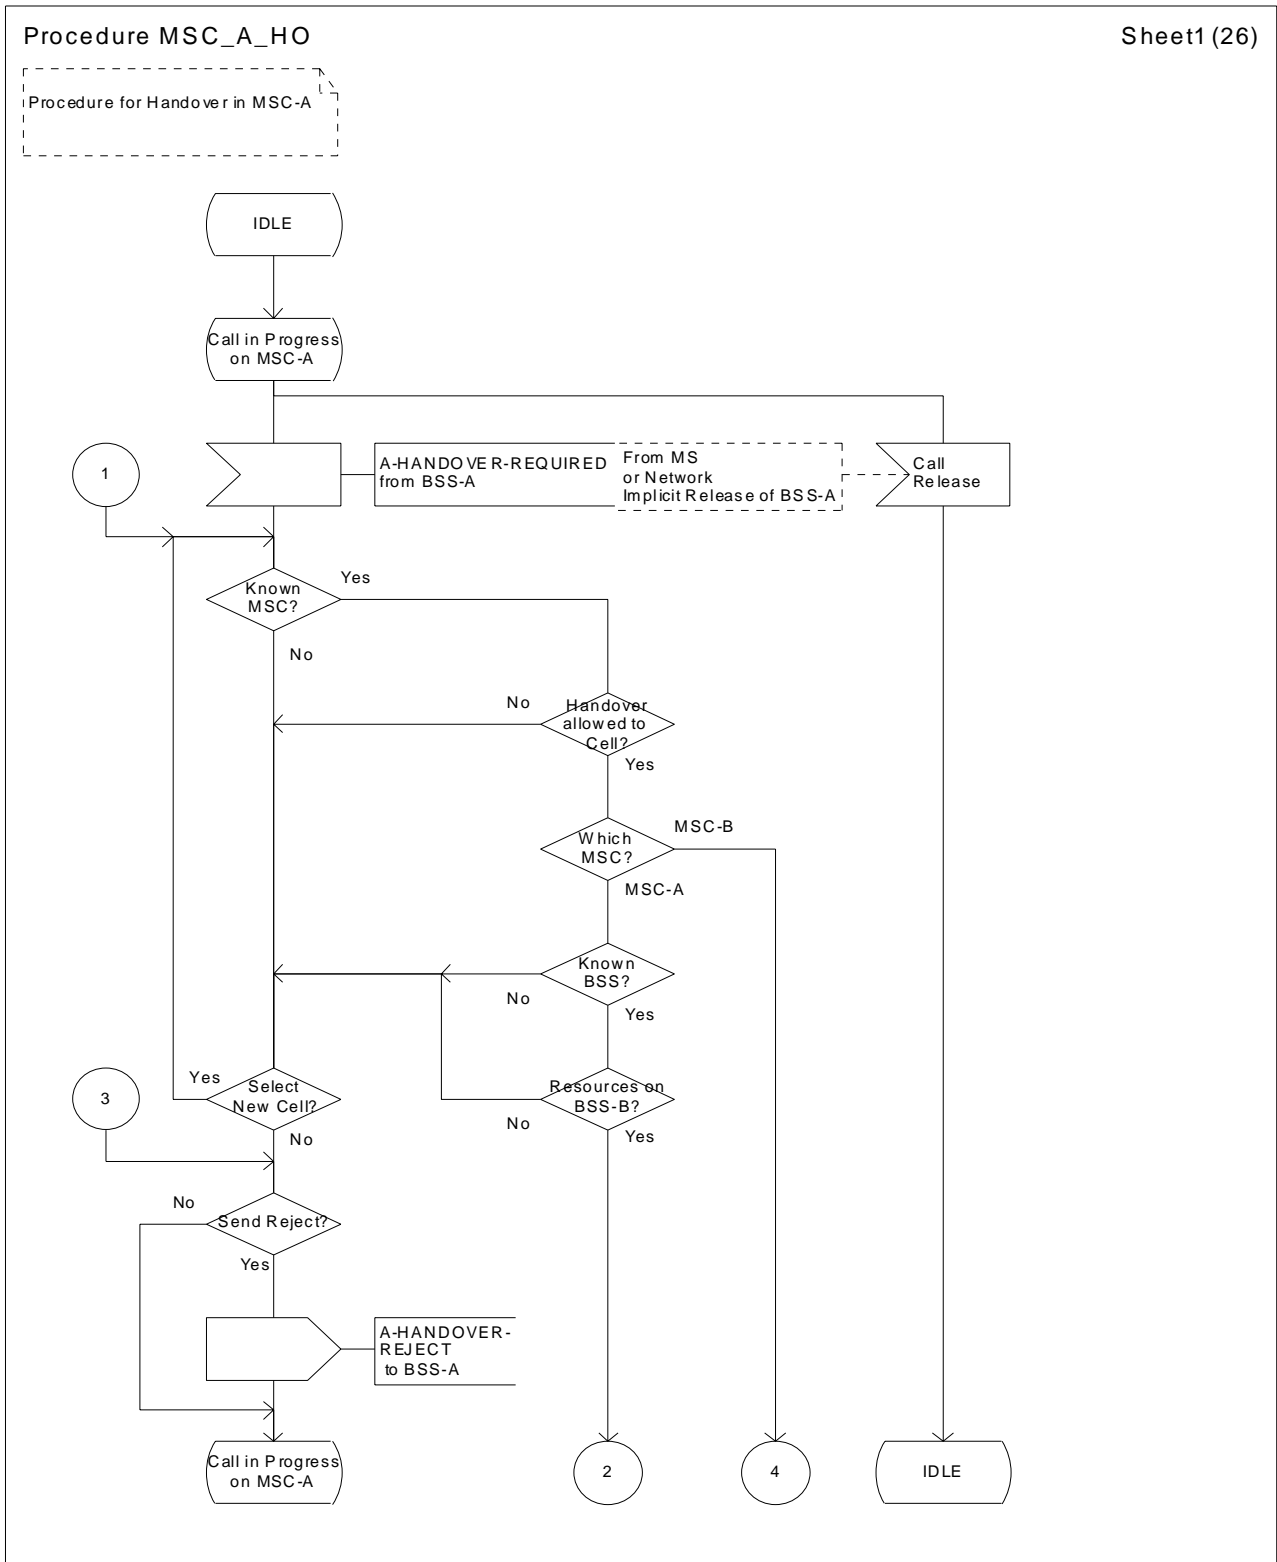 Procedure MSC_A_HO
Sheet1 (26)
Procedure for Handover in MSC-A
IDLE
Call in Progress
on MSC-A
1
A-HANDOVER-REQUIRED
from BSS-A
From MS
or Network
Implicit Release of BSS-A
Call
Release
Known
MSC?
Yes
No
Handover
allowed to
Cell?
No
Yes
Which
MSC?
MSC-B
MSC-A
Known
BSS?
No
Yes
3
Yes
Select
New Cell?
No
Resources on
BSS-B?
No
Yes
No
Send Reject?
Yes
A-HANDOVER-
REJECT
to BSS-A
Call in Progress
on MSC-A
2
4
IDLE